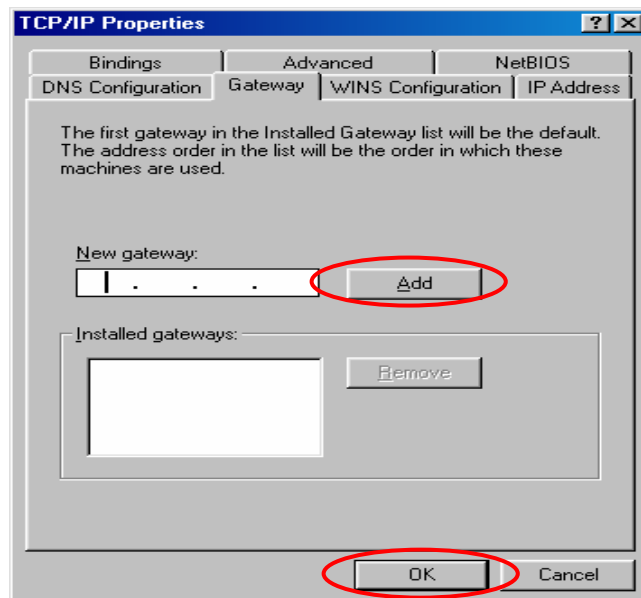 TCP/IP Properties
Bindings Advanced NetBIOS
DNS Configuration Gateway WINS Configuration IP Address
The first gateway in the Installed Gateway list will be the default.
The address order in the list will be the order in which these
machines are used.
New gateway:
. . . Add
Installed gateways:
Remove
OK Cancel